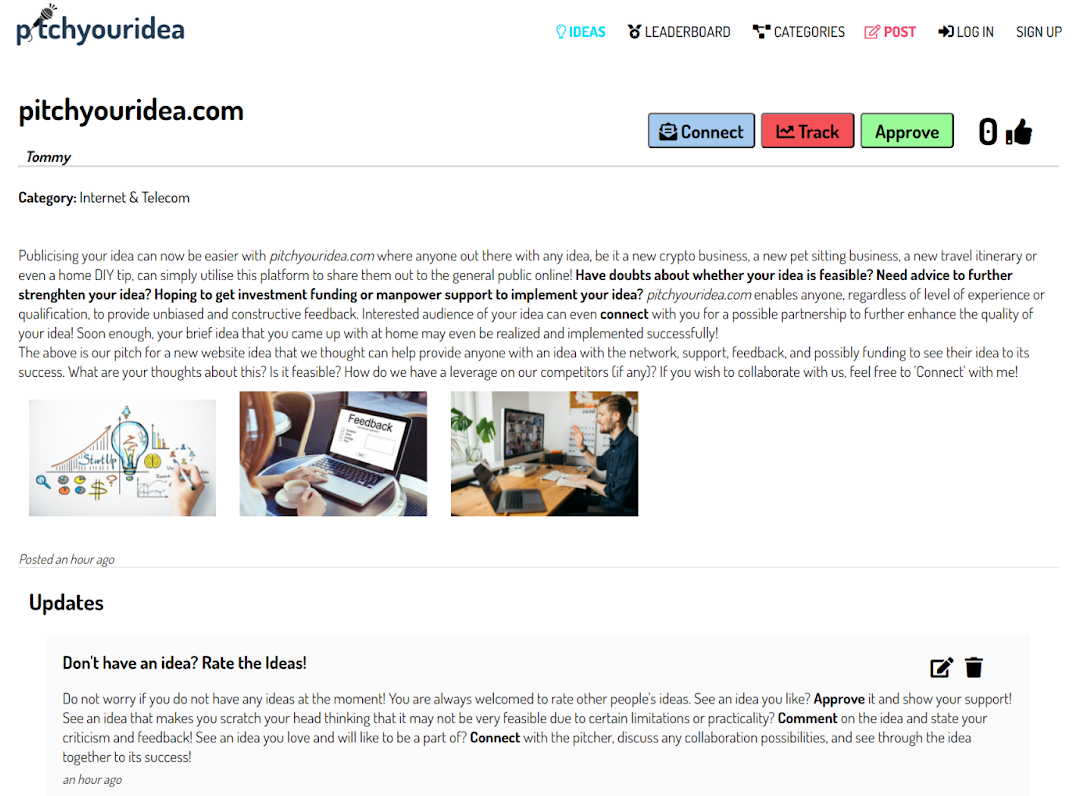 pitchyouridea
IDEAS LEADERBOARD CATEGORIES POST LOG IN SIGN UP
pitchyouridea.com
Connect Track Approve 0
Tommy
Category: Internet & Telecom
Publicising your idea can now be easier with pitchyouridea.com where anyone out there with any idea, be it a new crypto business, a new pet sitting business, a new travel itinerary or
even a home DIY tip, can simply utilise this platform to share them out to the general public online! Have doubts about whether your idea is feasible? Need advice to further
strenghten your idea? Hoping to get investment funding or manpower support to implement your idea? pitchyouridea.com enables anyone, regardless of level of experience or
qualification, to provide unbiased and constructive feedback. Interested audience of your idea can even connect with you for a possible partnership to further enhance the quality of
your idea! Soon enough, your brief idea that you came up with at home may even be realized and implemented successfully!
The above is our pitch for a new website idea that we thought can help provide anyone with an idea with the network, support, feedback, and possibly funding to see their idea to its
success. What are your thoughts about this? Is it feasible? How do we have a leverage on our competitors (if any)? If you wish to collaborate with us, feel free to 'Connect' with me!
StartUp
Feedback
Posted an hour ago
Updates
Don't have an idea? Rate the Ideas!
Do not worry if you do not have any ideas at the moment! You are always welcomed to rate other people's ideas. See an idea you like? Approve it and show your support!
See an idea that makes you scratch your head thinking that it may not be very feasible due to certain limitations or practicality? Comment on the idea and state your
criticism and feedback! See an idea you love and will like to be a part of? Connect with the pitcher, discuss any collaboration possibilities, and see through the idea
together to its success!
an hour ago